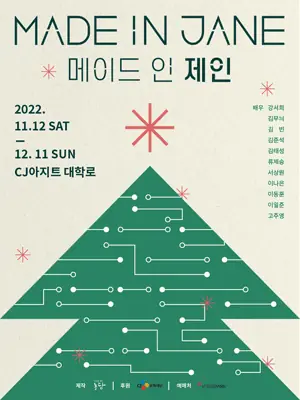 MADE IN JANE
메이드 인 제인
2022.
11.12 SAT
—
12. 11 SUN
CJ아지트 대학로
배우 강서희
김무늬
김 빈
김준석
김태성
류제승
서상원
이나은
이동윤
이일준
고주영
제작
후원
예매처